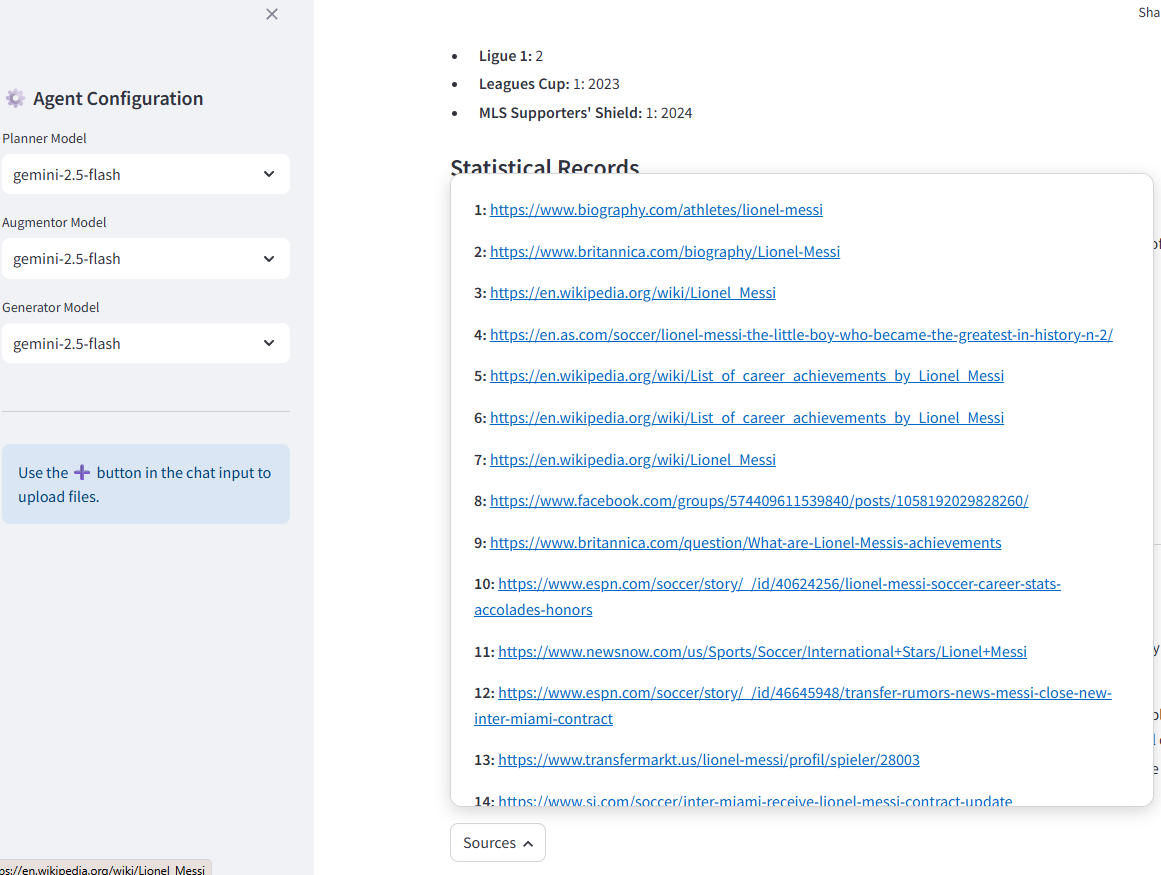 Sha
Agent Configuration
Planner Model
gemini-2.5-flash
Augmentor Model
gemini-2.5-flash
Generator Model
gemini-2.5-flash
Use the ➕ button in the chat input to
upload files.
ps://en.wikipedia.org/wiki/Lionel_Messi
• Ligue 1: 2
• Leagues Cup: 1: 2023
• MLS Supporters' Shield: 1: 2024
Statistical Records
1: https://www.biography.com/athletes/lionel-messi
2: https://www.britannica.com/biography/Lionel-Messi
3: https://en.wikipedia.org/wiki/Lionel_Messi
4: https://en.as.com/soccer/lionel-messi-the-little-boy-who-became-the-greatest-in-history-n-2/
5: https://en.wikipedia.org/wiki/List_of_career_achievements_by_Lionel_Messi
6: https://en.wikipedia.org/wiki/List_of_career_achievements_by_Lionel_Messi
7: https://en.wikipedia.org/wiki/Lionel_Messi
8: https://www.facebook.com/groups/574409611539840/posts/1058192029828260/
9: https://www.britannica.com/question/What-are-Lionel-Messis-achievements
10: https://www.espn.com/soccer/story/_/id/40624256/lionel-messi-soccer-career-stats-
accolades-honors
11: https://www.newsnow.com/us/Sports/Soccer/International+Stars/Lionel+Messi
12: https://www.espn.com/soccer/story/_/id/46645948/transfer-rumors-news-messi-close-new-
inter-miami-contract
13: https://www.transfermarkt.us/lionel-messi/profil/spieler/28003
14: https://www.si.com/soccer/inter-miami-receive-lionel-messi-contract-update
Sources